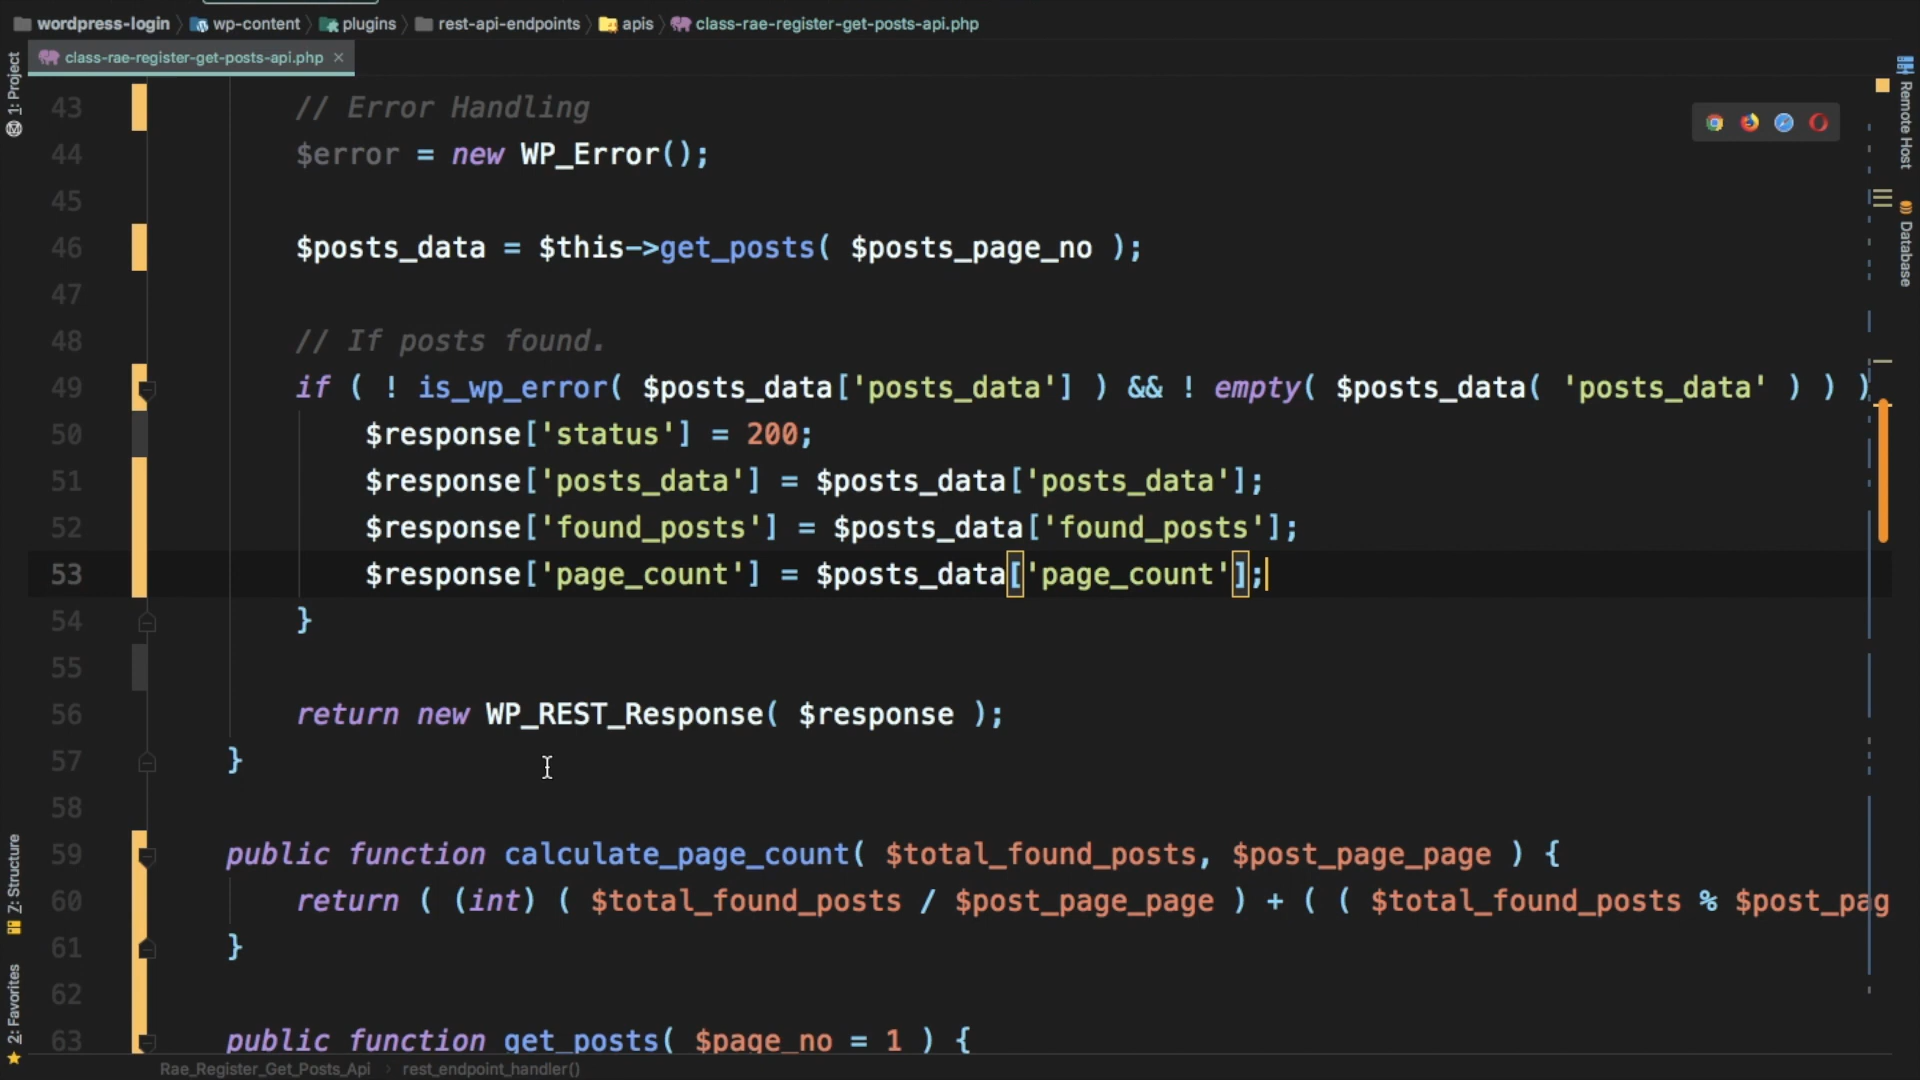 wordpress-login wp-content plugins rest-api-endpoints apis class-rae-register-get-posts-api.php
class-rae-register-get-posts-api.php
1: Project
Remote Host
Database
43 // Error Handling
44 $error = new WP_Error();
45
46 $posts_data = $this->get_posts( $posts_page_no );
47
48 // If posts found.
49 if ( ! is_wp_error( $posts_data['posts_data'] ) && ! empty( $posts_data( 'posts_data' ) ) )
50 $response['status'] = 200;
51 $response['posts_data'] = $posts_data['posts_data'];
52 $response['found_posts'] = $posts_data['found_posts'];
53 $response['page_count'] = $posts_data['page_count'];
54 }
55
56 return new WP_REST_Response( $response );
57 }
58
59 public function calculate_page_count( $total_found_posts, $post_page_page ) {
60 return ( (int) ( $total_found_posts / $post_page_page ) + ( ( $total_found_posts % $post_pag
61 }
62
63 public function get_posts( $page_no = 1 ) {
Z: Structure
2: Favorites
Rae_Register_Get_Posts_Api rest_endpoint_handler()